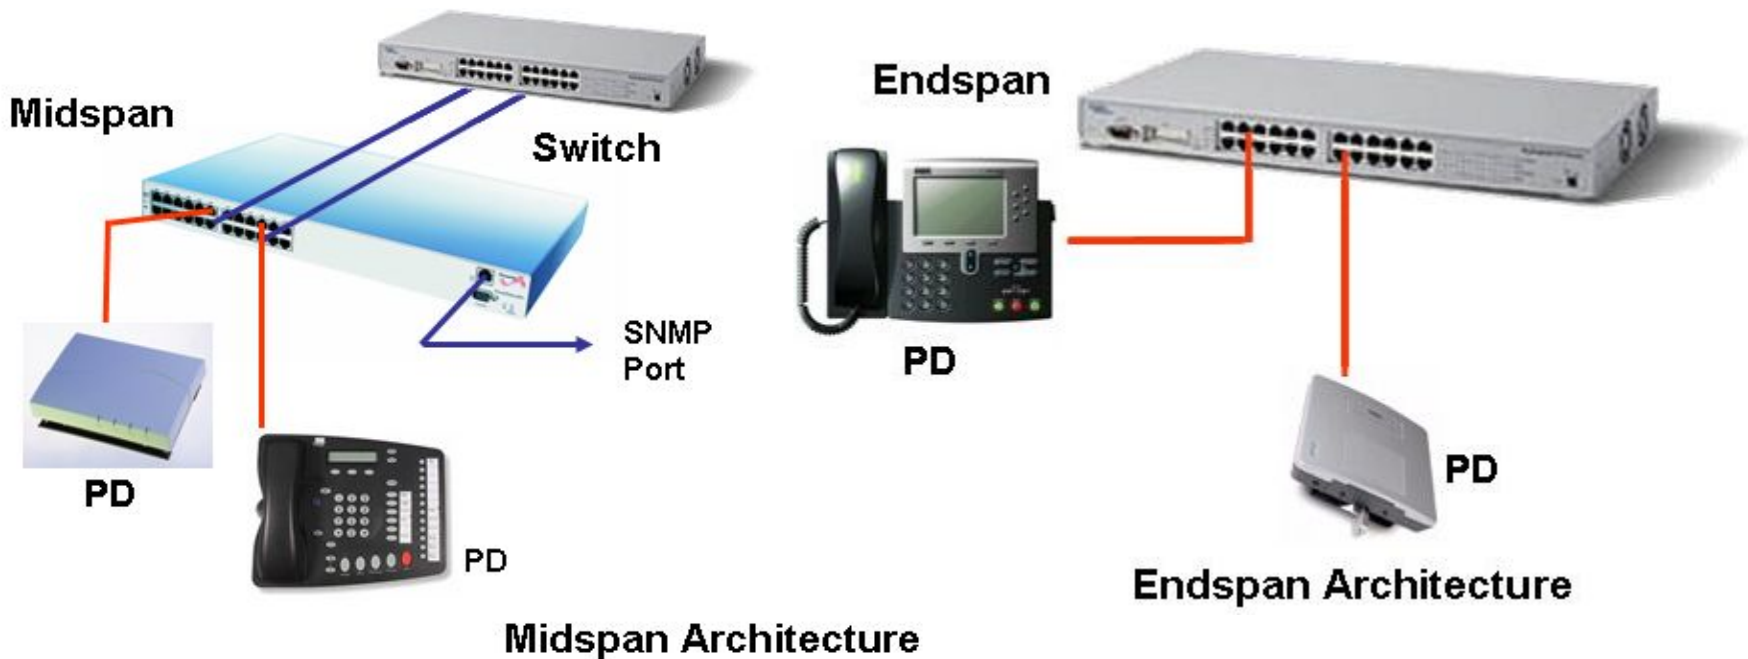 Midspan
Switch
SNMP
Port
PD
PD
Midspan Architecture
Endspan
PD
PD
Endspan Architecture